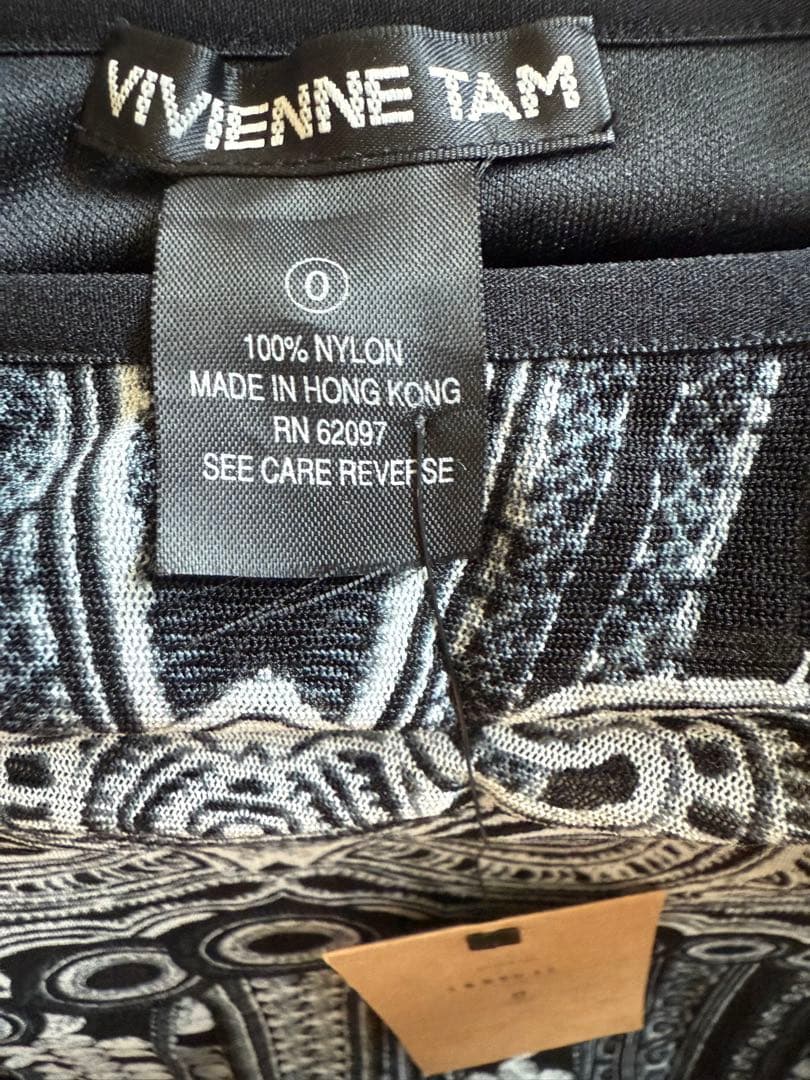 VIVIENNE TAM
0
100% NYLON
MADE IN HONG KONG
RN 62097
SEE CARE REVERSE